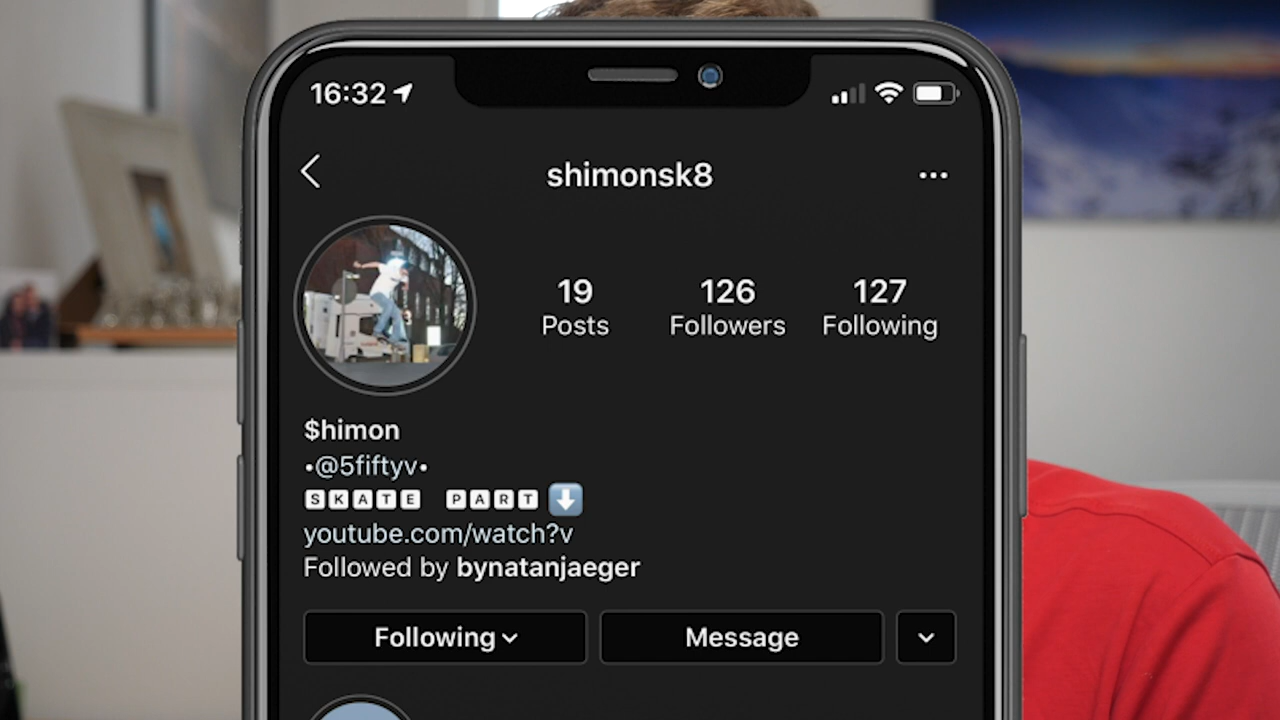 16:32
shimonsk8
19 126 127
Posts Followers Following
$himon
•@5fiftyv•
🅂🄺🄰🅃🄴 🄿🄰🅁🅃 ⬇️
youtube.com/watch?v
Followed by bynatanjaeger
Following Message